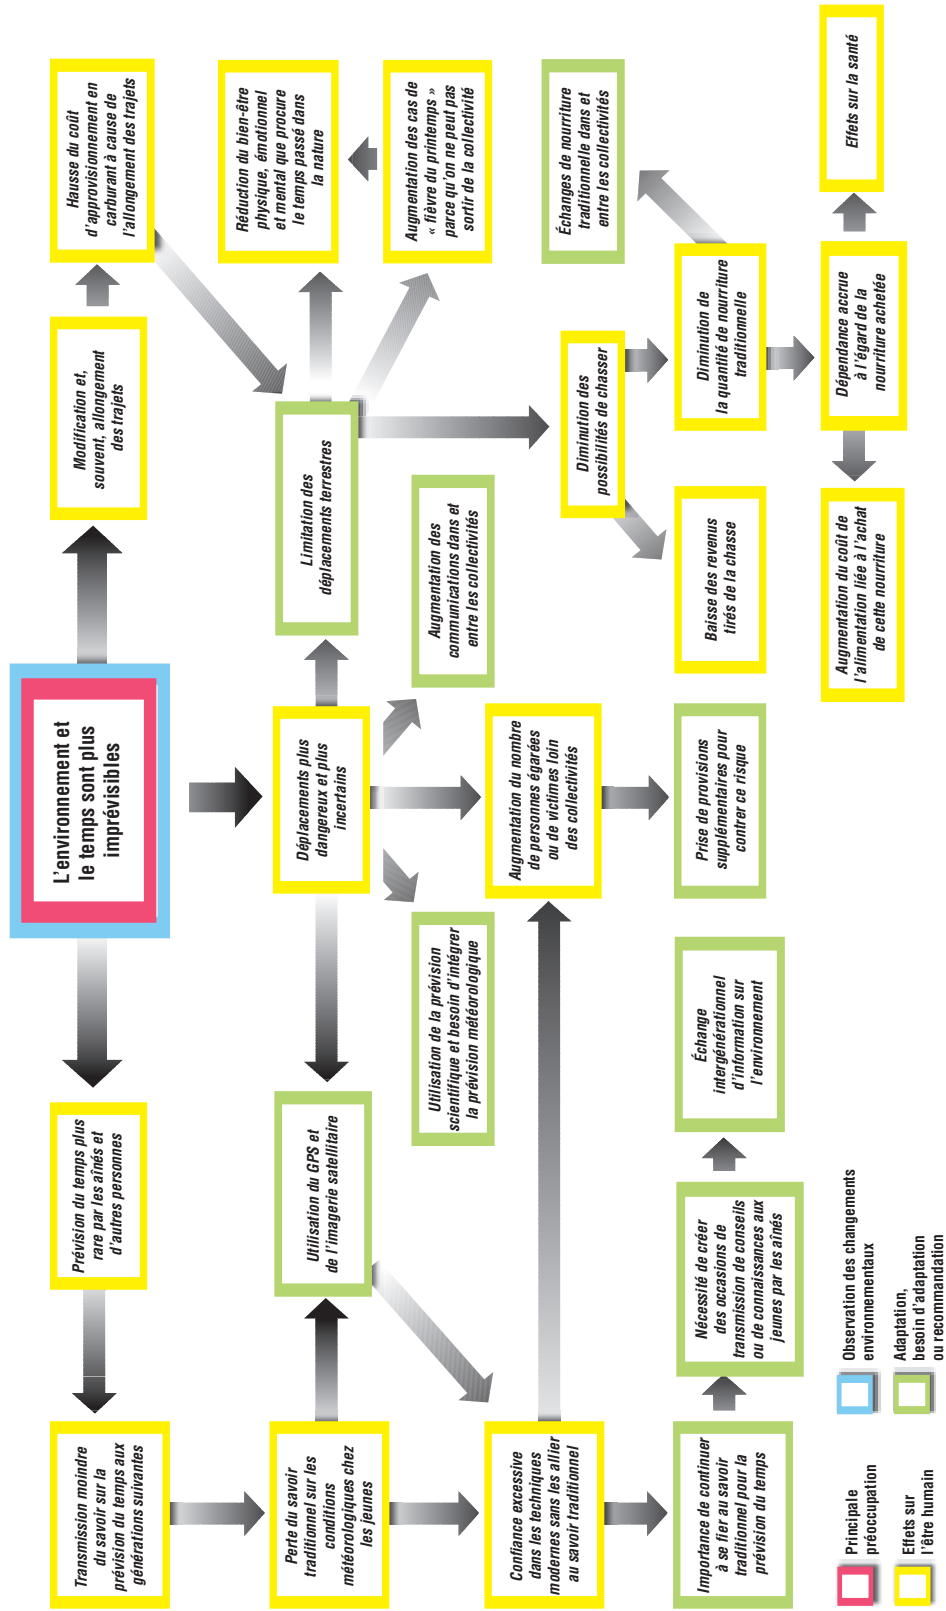 L'environnement et
le temps sont plus
imprévisibles
Prévision du temps plus
rare par les aînés et
d'autres personnes
Modification et,
souvent, allongement
des trajets
Hausse du coût
d'approvisionnement en
carburant à cause de
l'allongement des trajets
Transmission moindre
du savoir sur la
prévision du temps aux
générations suivantes
Perte du savoir
traditionnel sur les
conditions
météorologiques chez
les jeunes
Utilisation du GPS et
de l'imagerie satellitaire
Déplacements plus
dangereux et plus
incertains
Limitation des
déplacements terrestres
Réduction du bien-être
physique, émotionnel
et mental que procure
le temps passé dans
la nature
Augmentation des cas de
« fièvre du printemps »
parce qu'on ne peut pas
sortir de la collectivité
Utilisation de la prévision
scientifique et besoin d'intégrer
la prévision météorologique
Augmentation des
communications dans et
entre les collectivités
Confiance excessive
dans les techniques
modernes sans les allier
au savoir traditionnel
Augmentation du nombre
de personnes égarées
ou de victimes loin
des collectivités
Diminution des
possibilités de chasser
Échanges de nourriture
traditionnelle dans et
entre les collectivités
Importance de continuer
à se fier au savoir
traditionnel pour la
prévision du temps
Nécessité de créer
des occasions de
transmission de conseils
ou de connaissances aux
jeunes par les aînés
Échange
intergénérationnel
d'information sur
l'environnement
Prise de provisions
supplémentaires pour
contrer ce risque
Baisse des revenus
tirés de la chasse
Diminution de
la quantité de nourriture
traditionnelle
Augmentation du coût de
l'alimentation liée à l'achat
de cette nourriture
Dépendance accrue
à l'égard de la
nourriture achetée
Effets sur la santé
Principale
préoccupation
Observation des changements
environnementaux
Effets sur
l'être humain
Adaptation,
besoin d'adaptation
ou recommandation